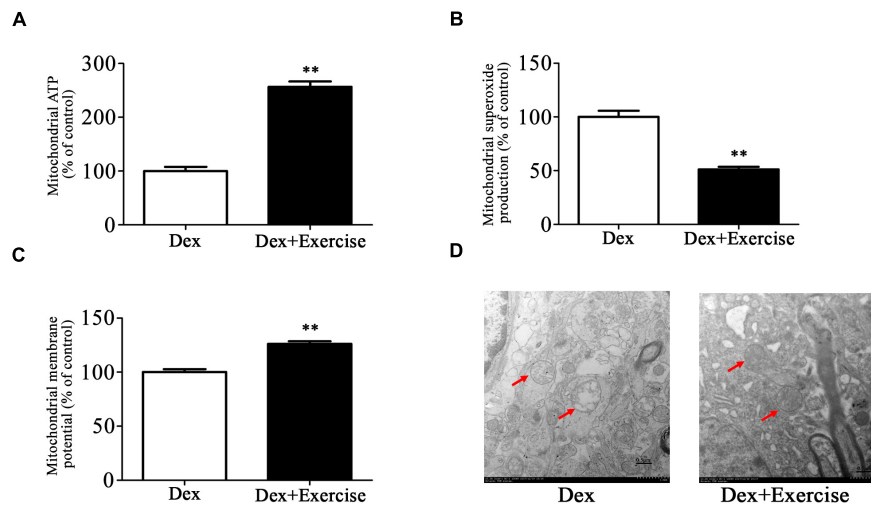 A
Mitochondrial ATP
(% of control)
300
200
100
0
**
Dex
Dex+Exercise
B
Mitochondrial superoxide
production (% of control)
150
100
50
0
**
Dex
Dex+Exercise
C
Mitochondrial membrane
potential (% of control)
150
100
50
0
**
Dex
Dex+Exercise
D
Dex
Dex+Exercise